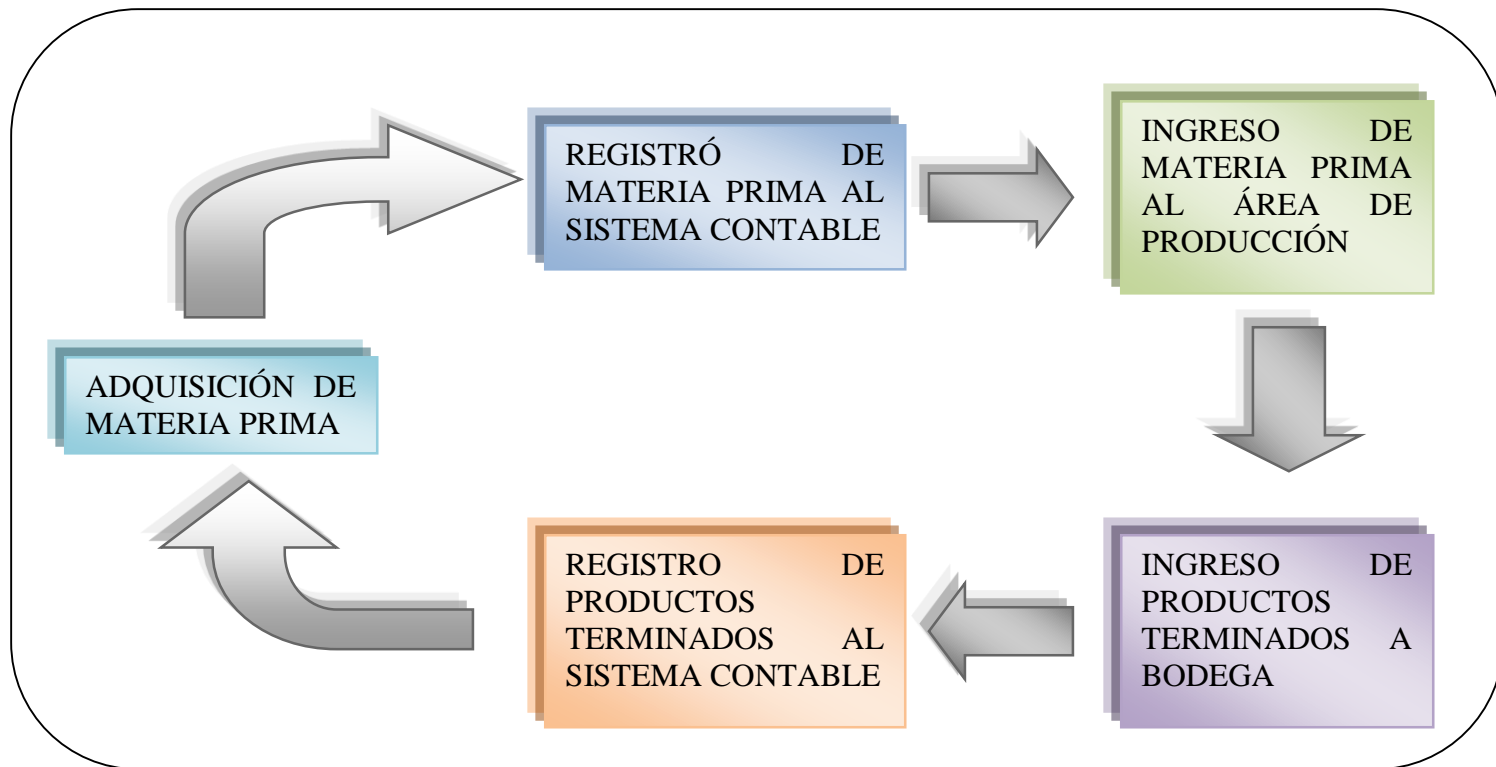 REGISTRÓ DE
MATERIA PRIMA AL
SISTEMA CONTABLE
INGRESO DE
MATERIA PRIMA
AL ÁREA DE
PRODUCCIÓN
ADQUISICIÓN DE
MATERIA PRIMA
REGISTRO DE
PRODUCTOS
TERMINADOS AL
SISTEMA CONTABLE
INGRESO DE
PRODUCTOS
TERMINADOS A
BODEGA